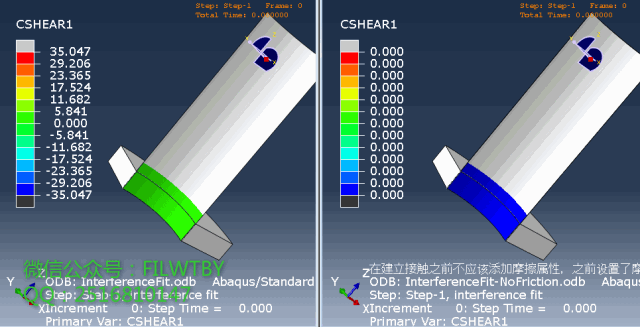 Step: Step-1 Frame: 0
Total Time: 0.000000
CSHEAR1
35.047
29.206
23.365
17.524
11.682
5.841
0.000
-5.841
-11.682
-17.524
-23.365
-29.206
-35.047
微信公众号：FILWTBY
Z
Y
X
ODB: InterferenceFit.odb Abaqus/Standard
Step: Step-1, interference fit
Increment 0: Step Time = 0.000
Primary Var: CSHEAR1
Step: Step-1 Frame: 0
Total Time: 0.000000
CSHEAR1
0.000
0.000
0.000
0.000
0.000
0.000
0.000
0.000
0.000
0.000
0.000
0.000
0.000
在建立接触之前不应该添加摩擦属性，之前设置了摩
Z
Y
X
ODB: InterferenceFit-NoFriction.odb Abaqus
Step: Step-1, interference fit
Increment 0: Step Time = 0.000
Primary Var: CSHEAR1